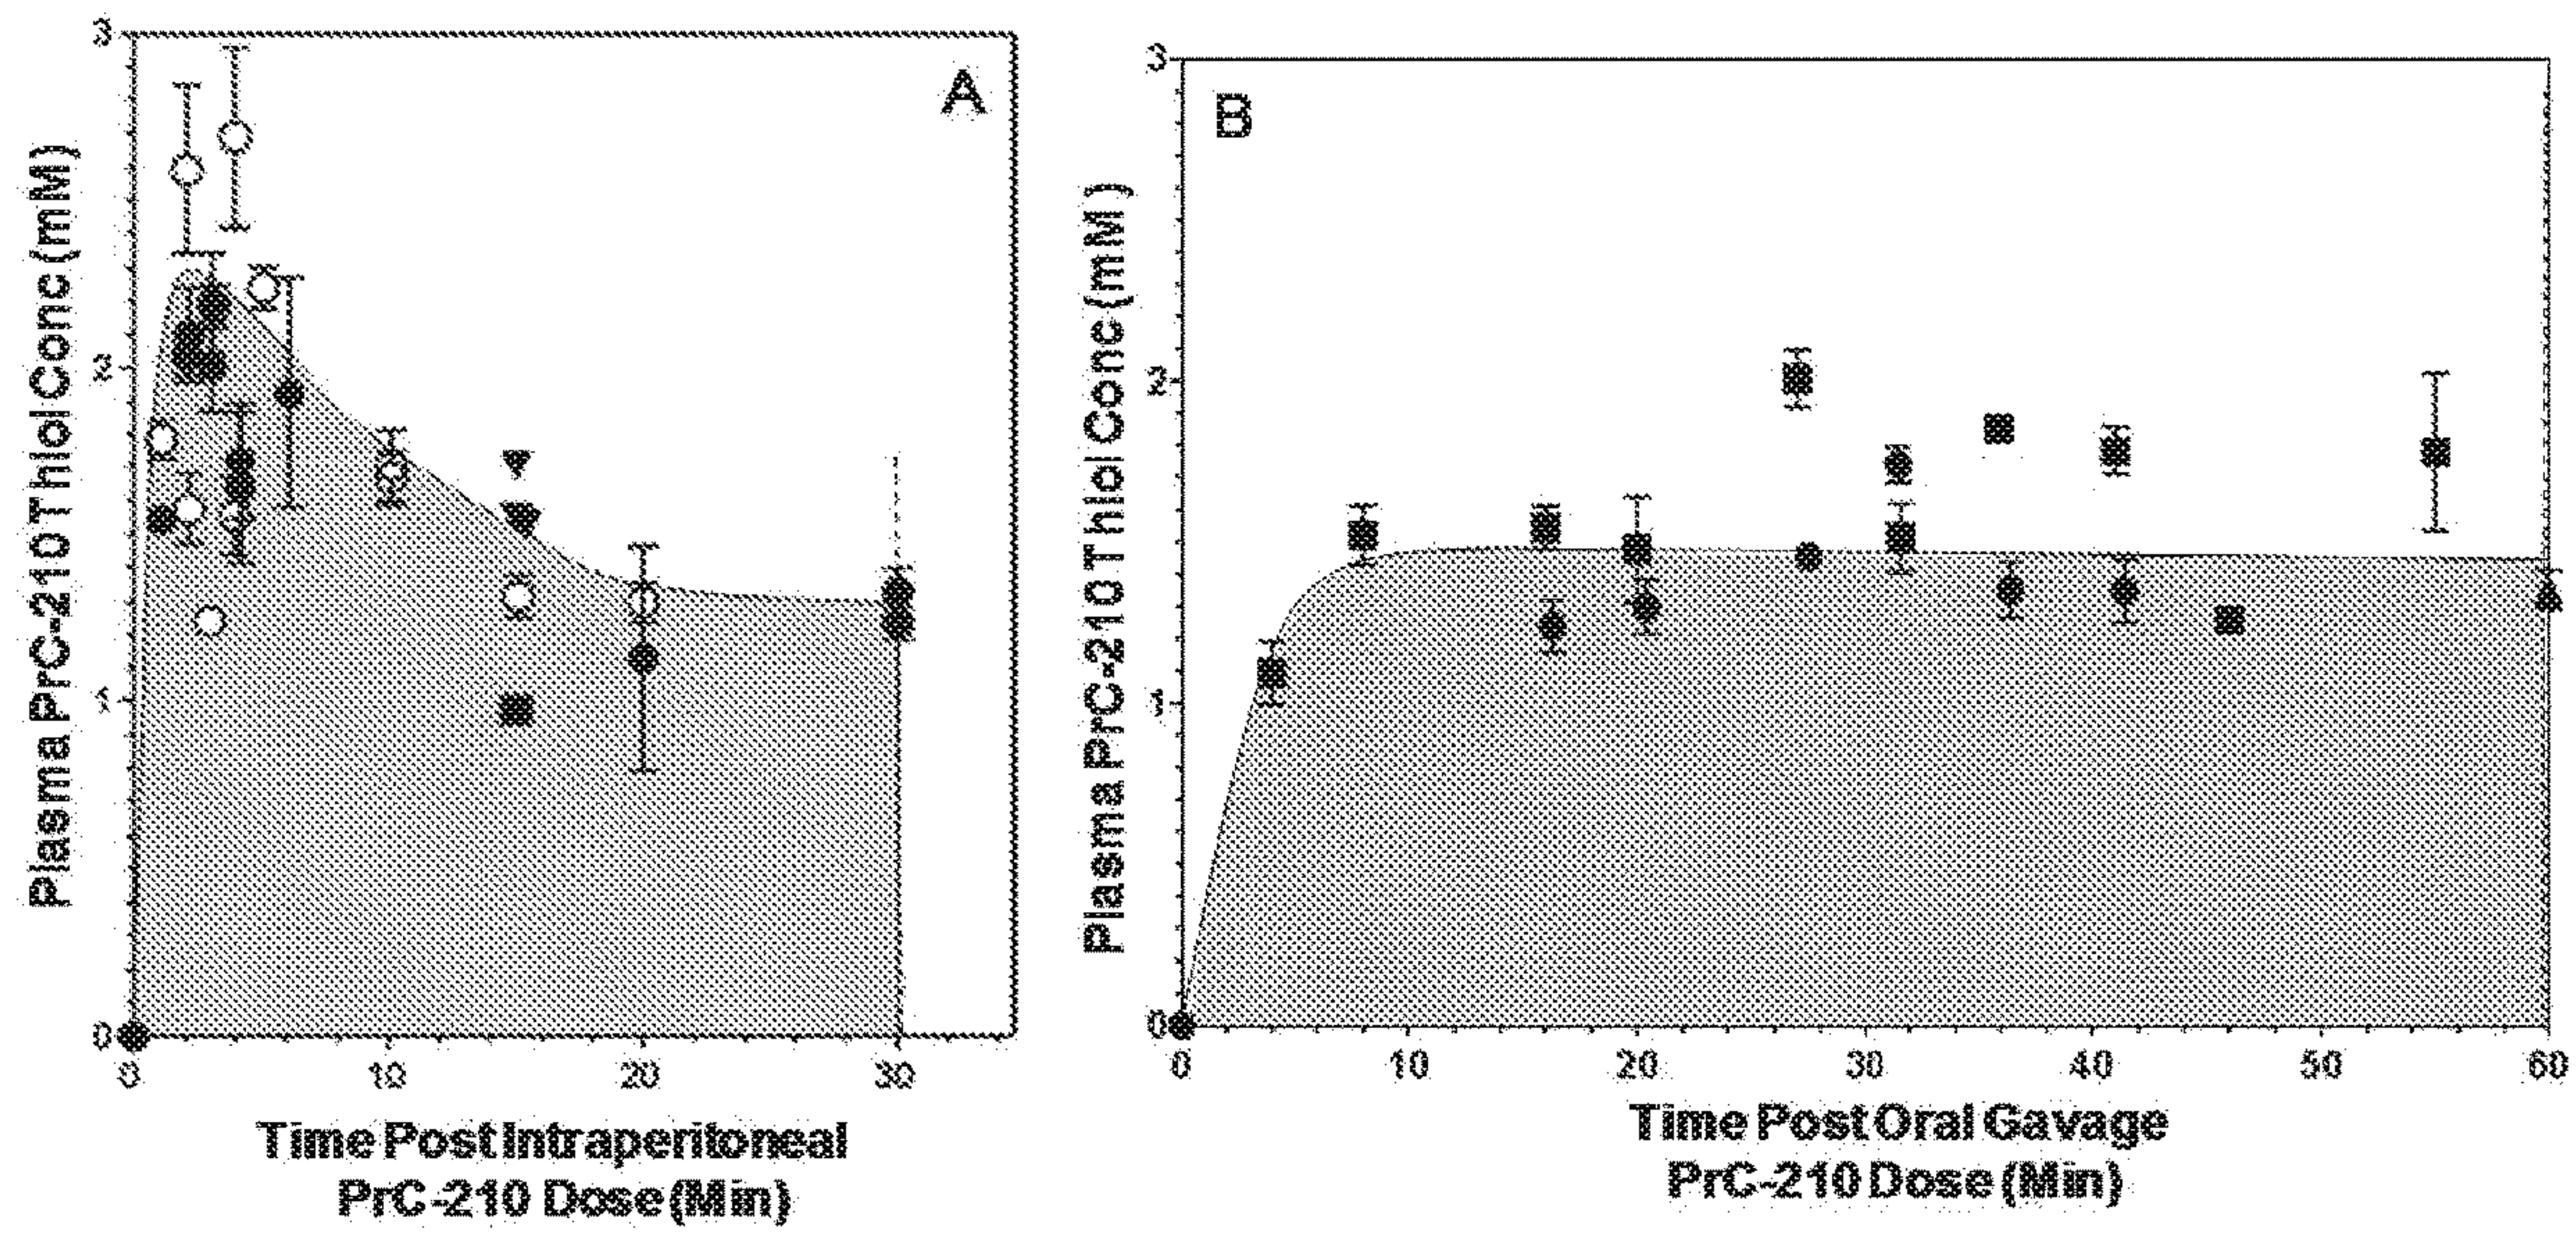 Plasma PrC-210 Thiol Conc (mM)
3
2
1
0
A
0
10
20
30
Time Post Intraperitoneal
PrC-210 Dose (Min)
Plasma PrC-210 Thiol Conc (mM)
3
2
1
0
B
0
10
20
30
40
50
60
Time Post Oral Gavage
PrC-210 Dose (Min)